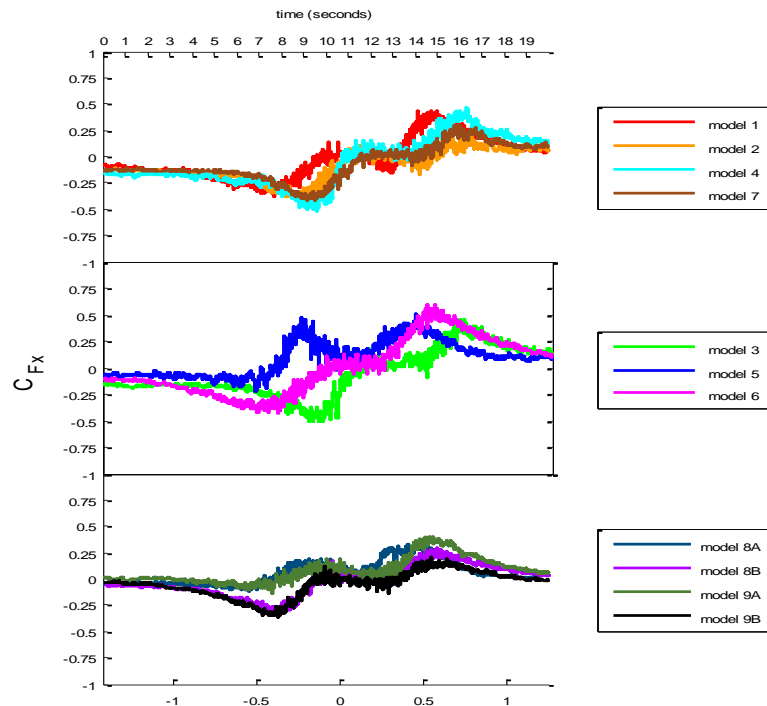 time (seconds)
0 1 2 3 4 5 6 7 8 9 10 11 12 13 14 15 16 17 18 19
1
0.75
0.5
0.25
0
-0.25
-0.5
-0.75
-1
model 1
model 2
model 4
model 7
0.75
0.5
0.25
0
-0.25
-0.5
-0.75
-1
C Fx
model 3
model 5
model 6
0.75
0.5
0.25
0
-0.25
-0.5
-0.75
-1
model 8A
model 8B
model 9A
model 9B
-1 -0.5 0 0.5 1